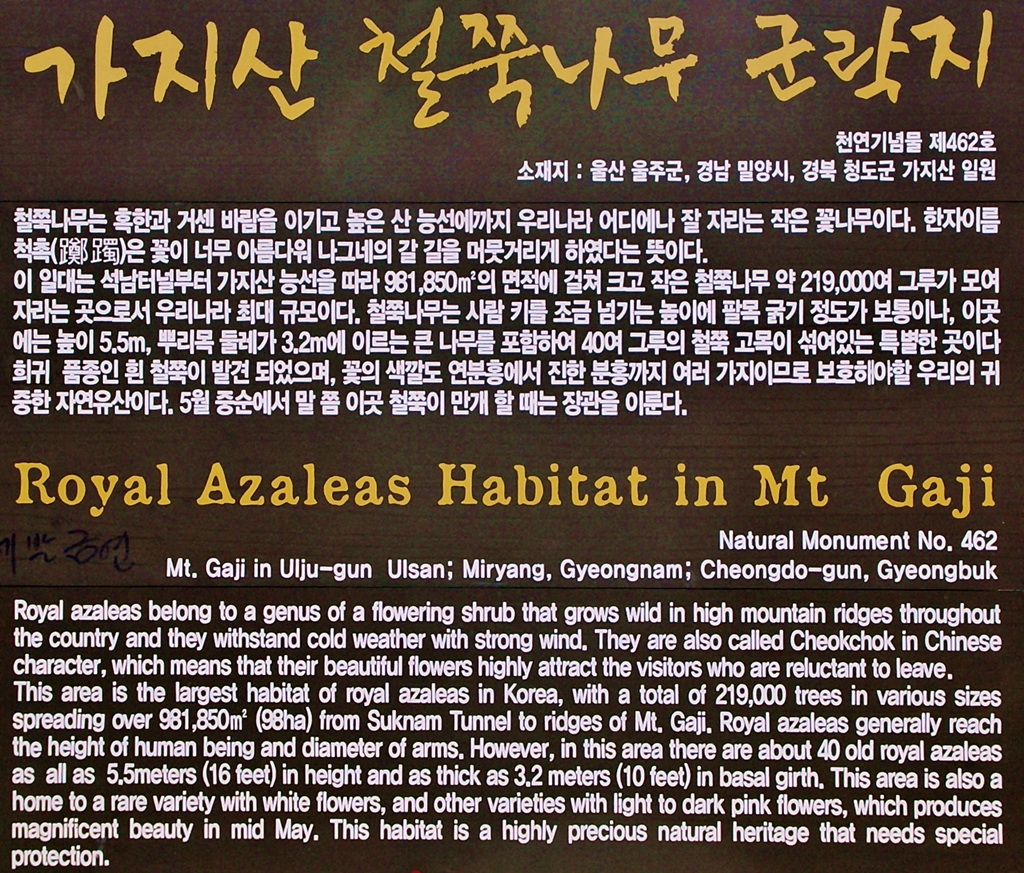 가지산 철쭉나무 군락지
천연기념물 제462호
소재지 : 울산 울주군, 경남 밀양시, 경북 청도군 가지산 일원
철쭉나무는 혹한과 거센 바람을 이기고 높은 산 능선에까지 우리나라 어디에나 잘 자라는 작은 꽃나무이다. 한자이름
척촉(躑躅)은 꽃이 너무 아름다워 나그네의 갈 길을 머뭇거리게 하였다는 뜻이다.
이 일대는 석남터널부터 가지산 능선을 따라 981,850㎡의 면적에 걸쳐 크고 작은 철쭉나무 약 219,000여 그루가 모여
자라는 곳으로서 우리나라 최대 규모이다. 철쭉나무는 사람 키를 조금 넘기는 높이에 팔목 굵기 정도가 보통이나, 이곳
에는 높이 5.5m, 뿌리목 둘레가 3.2m에 이르는 큰 나무를 포함하여 40여 그루의 철쭉 고목이 섞여있는 특별한 곳이다
희귀 품종인 흰 철쭉이 발견 되었으며, 꽃의 색깔도 연분홍에서 진한 분홍까지 여러 가지이므로 보호해야할 우리의 귀
중한 자연유산이다. 5월 중순에서 말 쯤 이곳 철쭉이 만개 할 때는 장관을 이룬다.
Royal Azaleas Habitat in Mt Gaji
Natural Monument No. 462
Mt. Gaji in Ulju-gun Ulsan; Miryang, Gyeongnam; Cheongdo-gun, Gyeongbuk
Royal azaleas belong to a genus of a flowering shrub that grows wild in high mountain ridges throughout
the country and they withstand cold weather with strong wind. They are also called Cheokchok in Chinese
character, which means that their beautiful flowers highly attract the visitors who are reluctant to leave.
This area is the largest habitat of royal azaleas in Korea, with a total of 219,000 trees in various sizes
spreading over 981,850㎡ (98ha) from Suknam Tunnel to ridges of Mt. Gaji. Royal azaleas generally reach
the height of human being and diameter of arms. However, in this area there are about 40 old royal azaleas
as all as 5.5meters (16 feet) in height and as thick as 3.2 meters (10 feet) in basal girth. This area is also a
home to a rare variety with white flowers, and other varieties with light to dark pink flowers, which produces
magnificent beauty in mid May. This habitat is a highly precious natural heritage that needs special
protection.